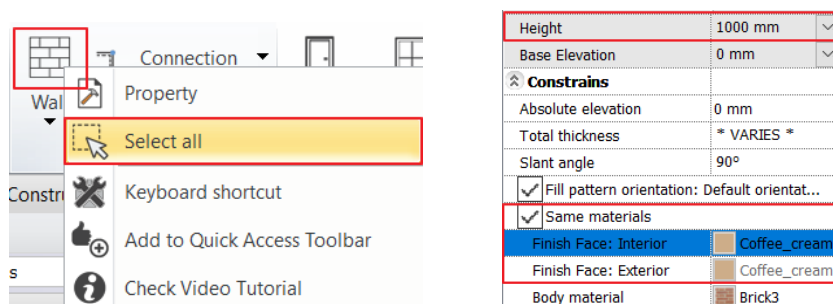 Connection
Wal
Property
Select all
Constr
Keyboard shortcut
Add to Quick Access Toolbar
s
Check Video Tutorial
Height 1000 mm
Base Elevation 0 mm
Constrains
Absolute elevation 0 mm
Total thickness * VARIES *
Slant angle 90º
Fill pattern orientation: Default orientat...
Same materials
Finish Face: Interior Coffee_cream
Finish Face: Exterior Coffee_cream
Body material Brick3